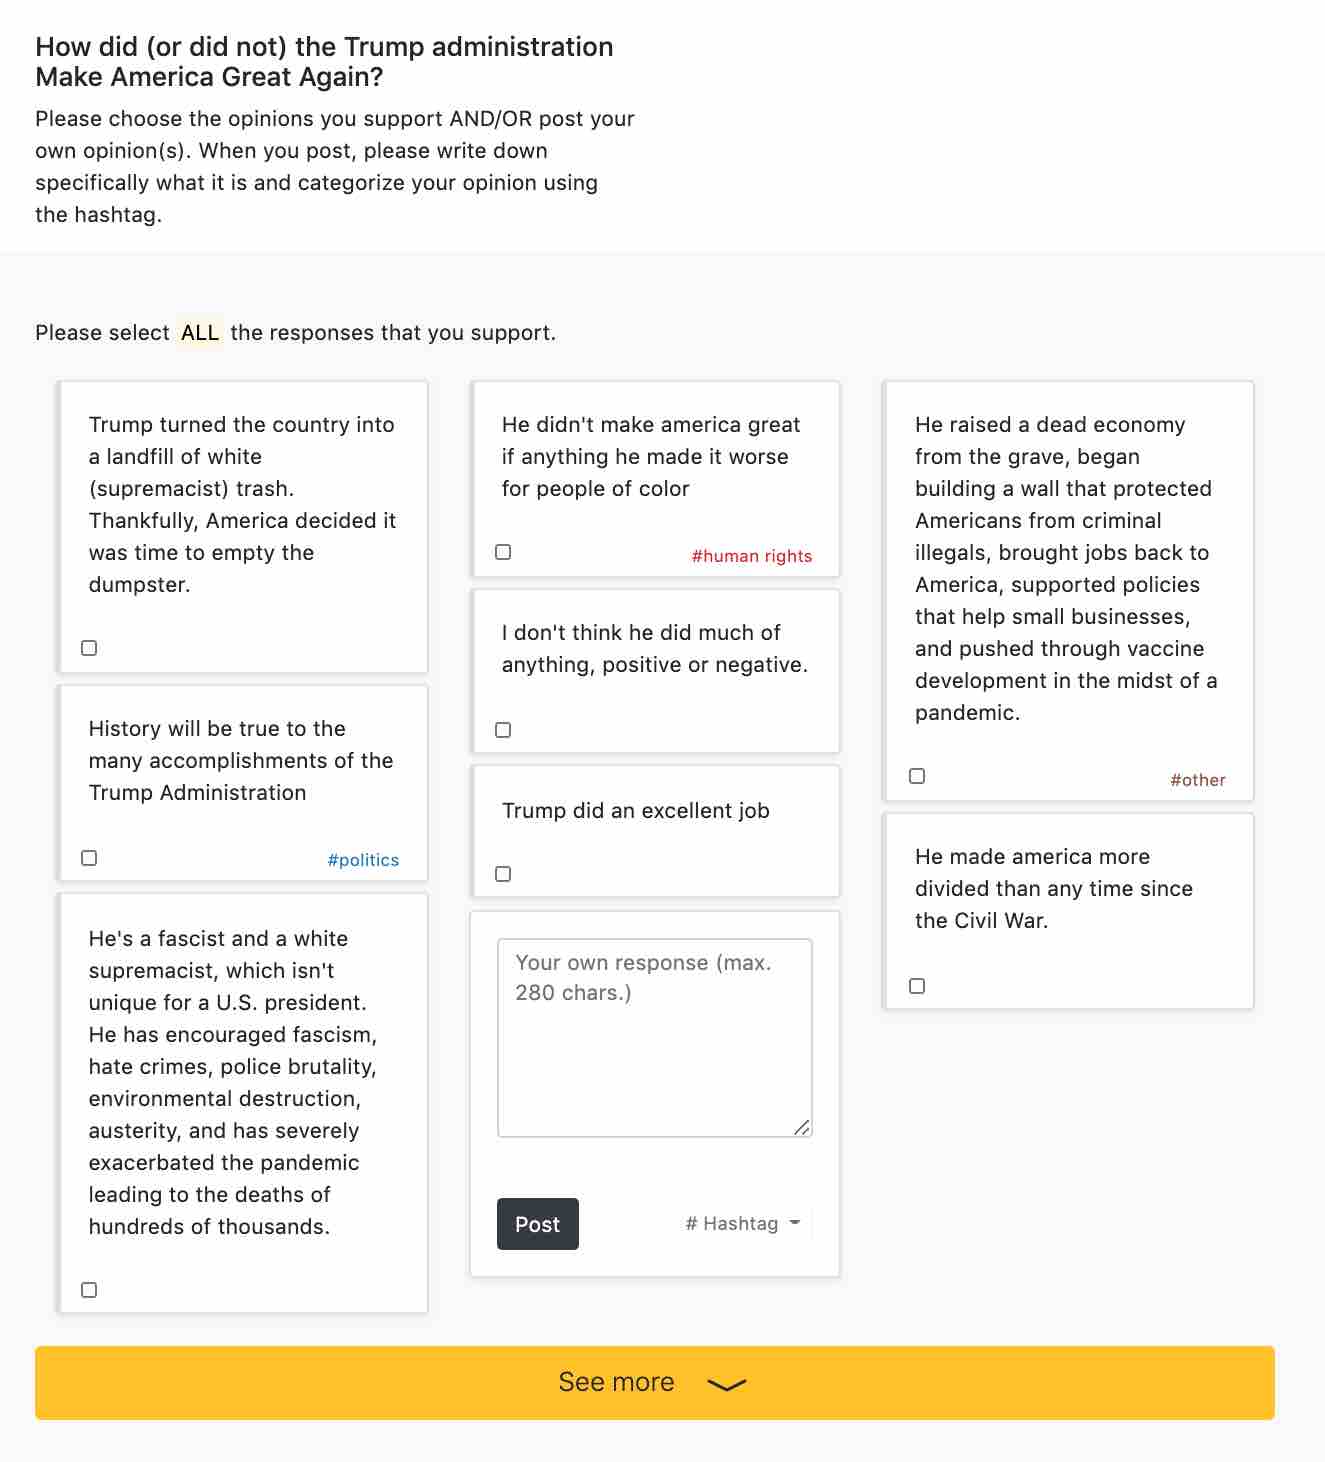 How did (or did not) the Trump administration
Make America Great Again?
Please choose the opinions you support AND/OR post your
own opinion(s). When you post, please write down
specifically what it is and categorize your opinion using
the hashtag.
Please select ALL the responses that you support.
Trump turned the country into
a landfill of white
(supremacist) trash.
Thankfully, America decided it
was time to empty the
dumpster.
History will be true to the
many accomplishments of the
Trump Administration
#politics
He's a fascist and a white
supremacist, which isn't
unique for a U.S. president.
He has encouraged fascism,
hate crimes, police brutality,
environmental destruction,
austerity, and has severely
exacerbated the pandemic
leading to the deaths of
hundreds of thousands.
He didn't make america great
if anything he made it worse
for people of color
#human rights
I don't think he did much of
anything, positive or negative.
Trump did an excellent job
Your own response (max.
280 chars.)
Post
# Hashtag
He raised a dead economy
from the grave, began
building a wall that protected
Americans from criminal
illegals, brought jobs back to
America, supported policies
that help small businesses,
and pushed through vaccine
development in the midst of a
pandemic.
#other
He made america more
divided than any time since
the Civil War.
See more